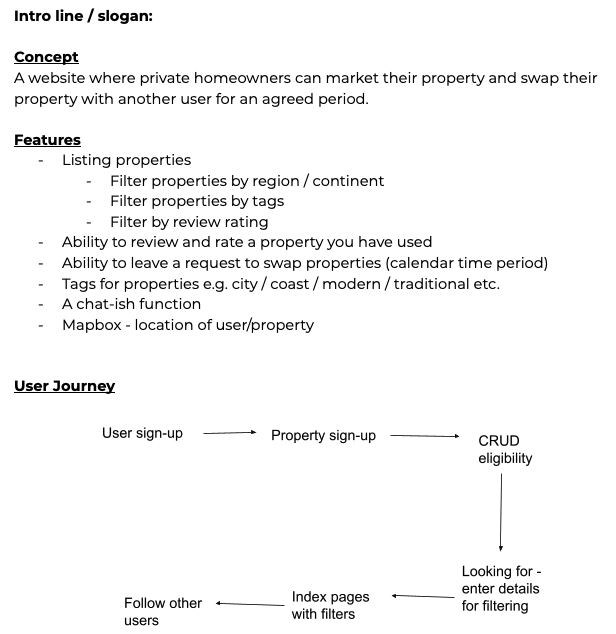 Intro line / slogan:
Concept
A website where private homeowners can market their property and swap their
property with another user for an agreed period.
Features
- Listing properties
- Filter properties by region / continent
- Filter properties by tags
- Filter by review rating
- Ability to review and rate a property you have used
- Ability to leave a request to swap properties (calendar time period)
- Tags for properties e.g. city / coast / modern / traditional etc.
- A chat-ish function
- Mapbox - location of user/property
User Journey
User sign-up
Property sign-up
CRUD
eligibility
Looking for -
enter details
for filtering
Index pages
with filters
Follow other
users